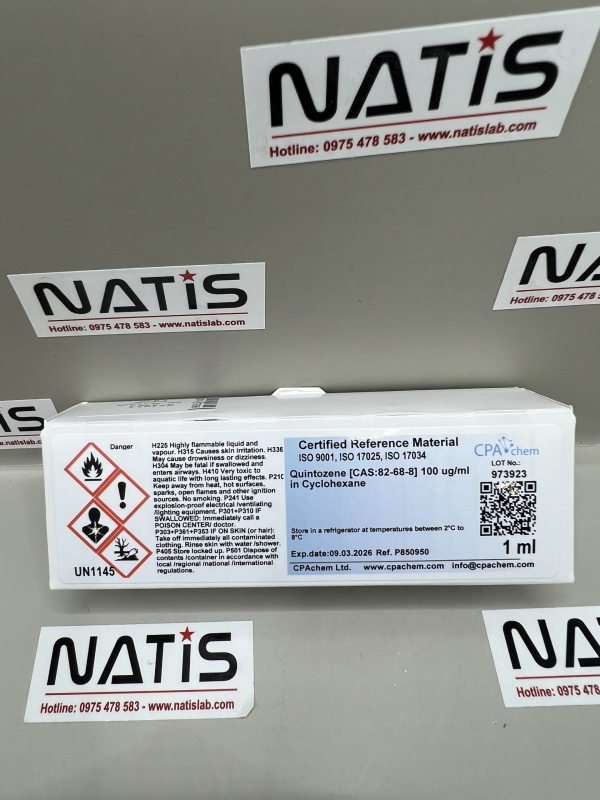 NATIS
Hotline: 0975 478 583 - www.natislab.com
NA
Hotline: 0975 478 5
NATIS
Hotline: 0975 478 583 - www.natislab.com
S
natislab.com
Danger
H225 Highly flammable liquid and
vapour. H315 Causes skin irritation. H336
May cause drowsiness or dizziness.
H304 May be fatal if swallowed and
enters airways. H410 Very toxic to
aquatic life with long lasting effects. P210
Keep away from heat, hot surfaces,
sparks, open flames and other ignition
sources. No smoking. P241 Use
explosion-proof electrical /ventilating
/lighting equipment. P301+P310 IF
SWALLOWED: Immediately call a
POISON CENTER/ doctor.
P303+P361+P353 IF ON SKIN (or hair):
Take off immediately all contaminated
clothing. Rinse skin with water /shower.
P405 Store locked up. P501 Dispose of
contents /container in accordance with
local /regional /national /international
regulations.
UN1145
Certified Reference Material
ISO 9001, ISO 17025, ISO 17034
Quintozene [CAS:82-68-8] 100 ug/ml
in Cyclohexane
Store in a refrigerator at temperatures between 2°C to
8°C
Exp.date:09.03.2026 Ref. P850950
CPAchem Ltd. www.cpachem.com info@cpachem.com
CPAchem
LOT No.:
973923
1 ml
NATIS
Hotline: 0975 478 583 - www.natislab.com
NAT
Hotline: 0975 478 583